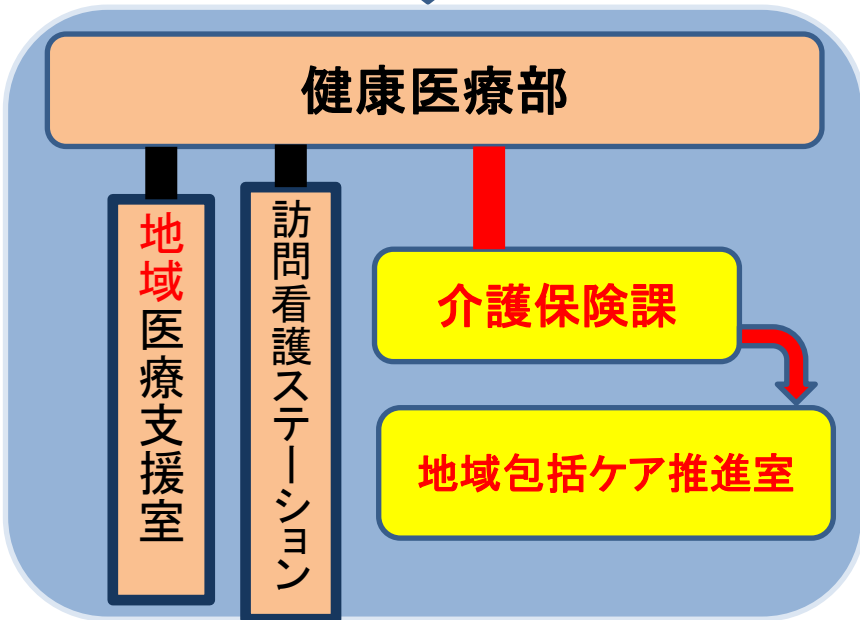 健康医療部
地域医療支援室
訪問看護ステーション
介護保険課
地域包括ケア推進室